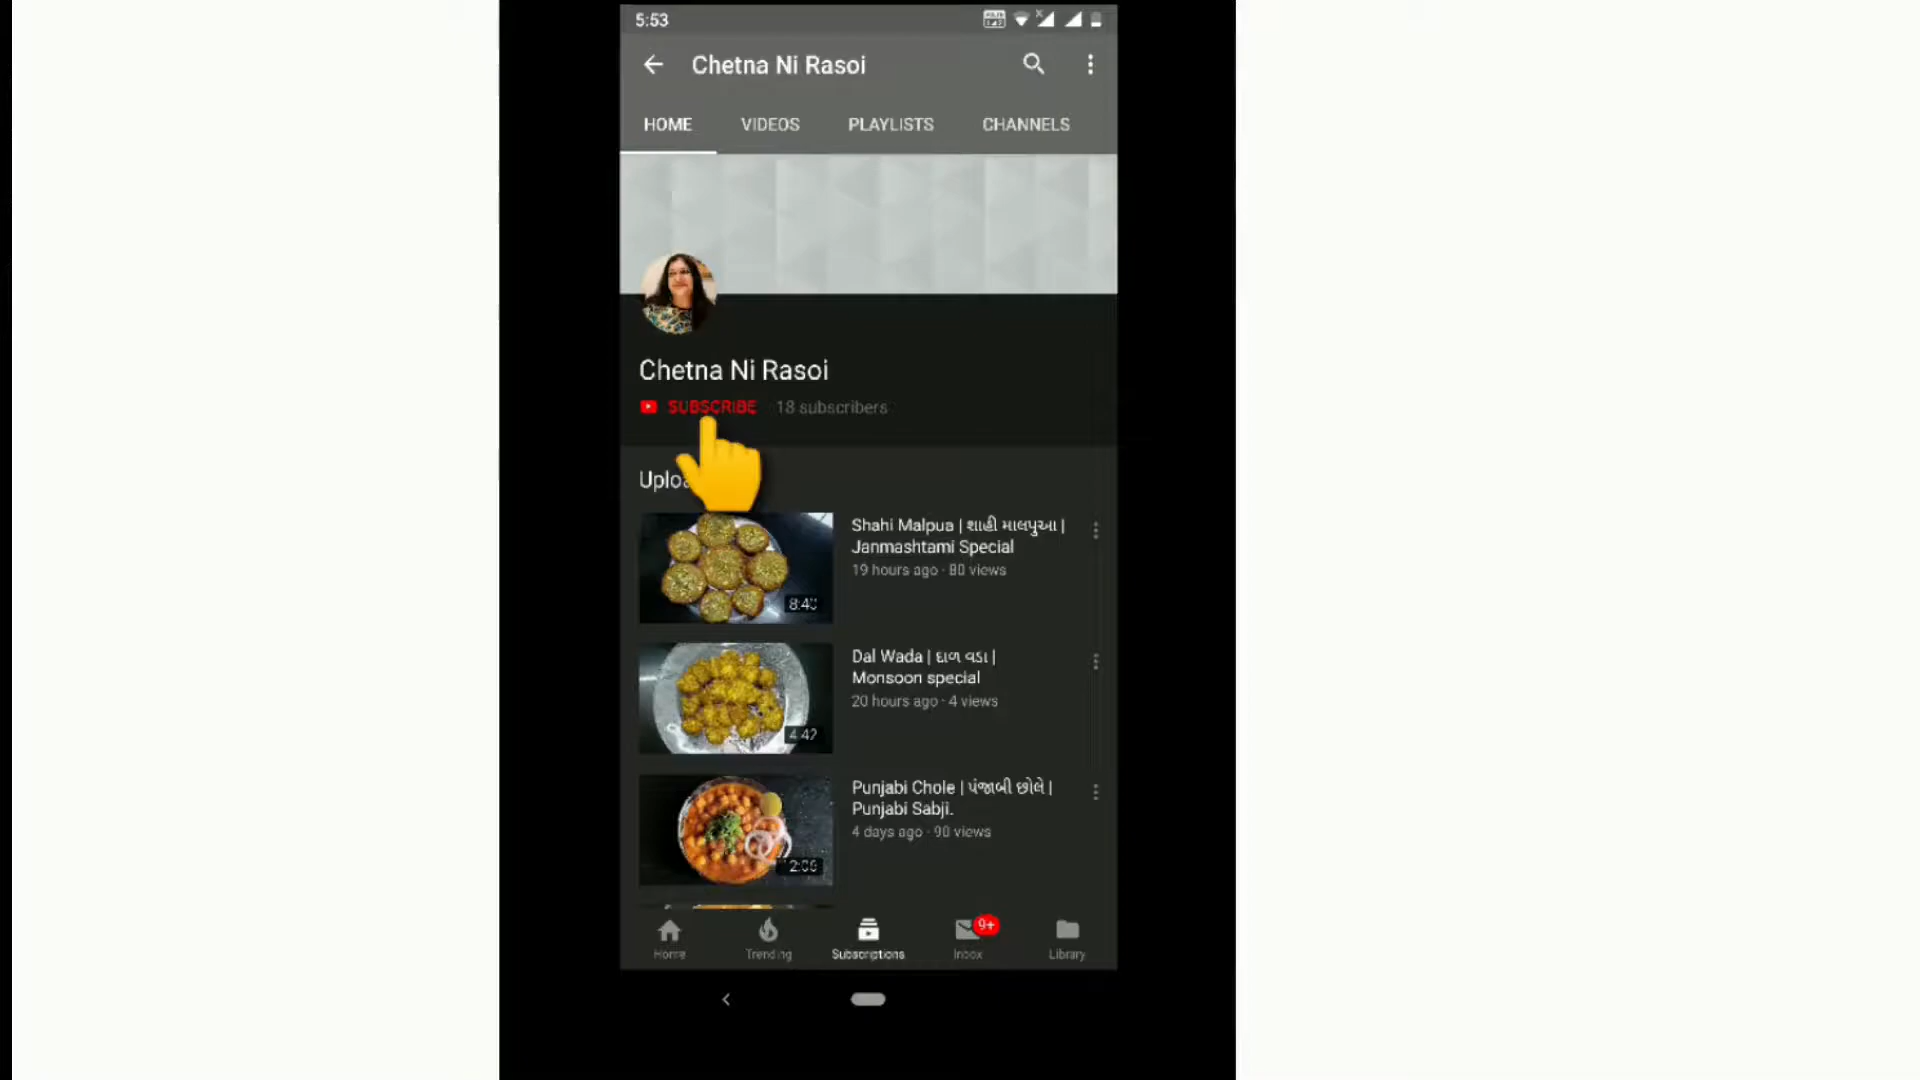 5:53
Chetna Ni Rasoi
HOME VIDEOS PLAYLISTS CHANNELS
Chetna Ni Rasoi
SUBSCRIBE 18 subscribers
Shahi Malpua | શાહી માલપુઆ |
Janmashtami Special
19 hours ago · 80 views
Dal Wada | દાળ વડા |
Monsoon special
20 hours ago · 4 views
4:42
Punjabi Chole | પંજાબી છોલે |
Punjabi Sabji.
4 days ago · 90 views
9+
Home Trending Subscriptions Inbox Library